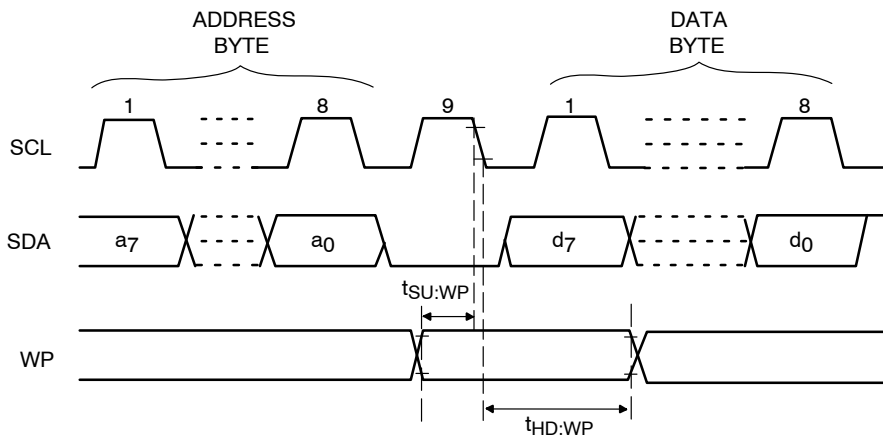 ADDRESS
BYTE
DATA
BYTE
1 8 9 1 8
SCL
SDA a7 a0 d7 d0
tSU:WP
WP
tHD:WP